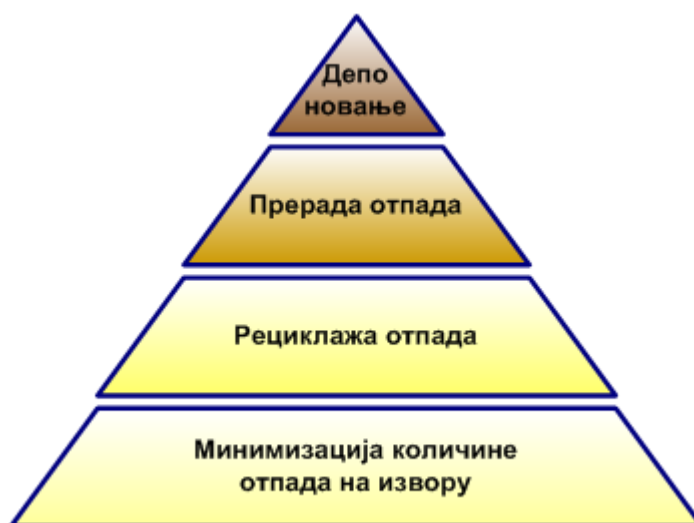 Депо
новање
Прерада отпада
Рециклажа отпада
Минимизација количине
отпада на извору